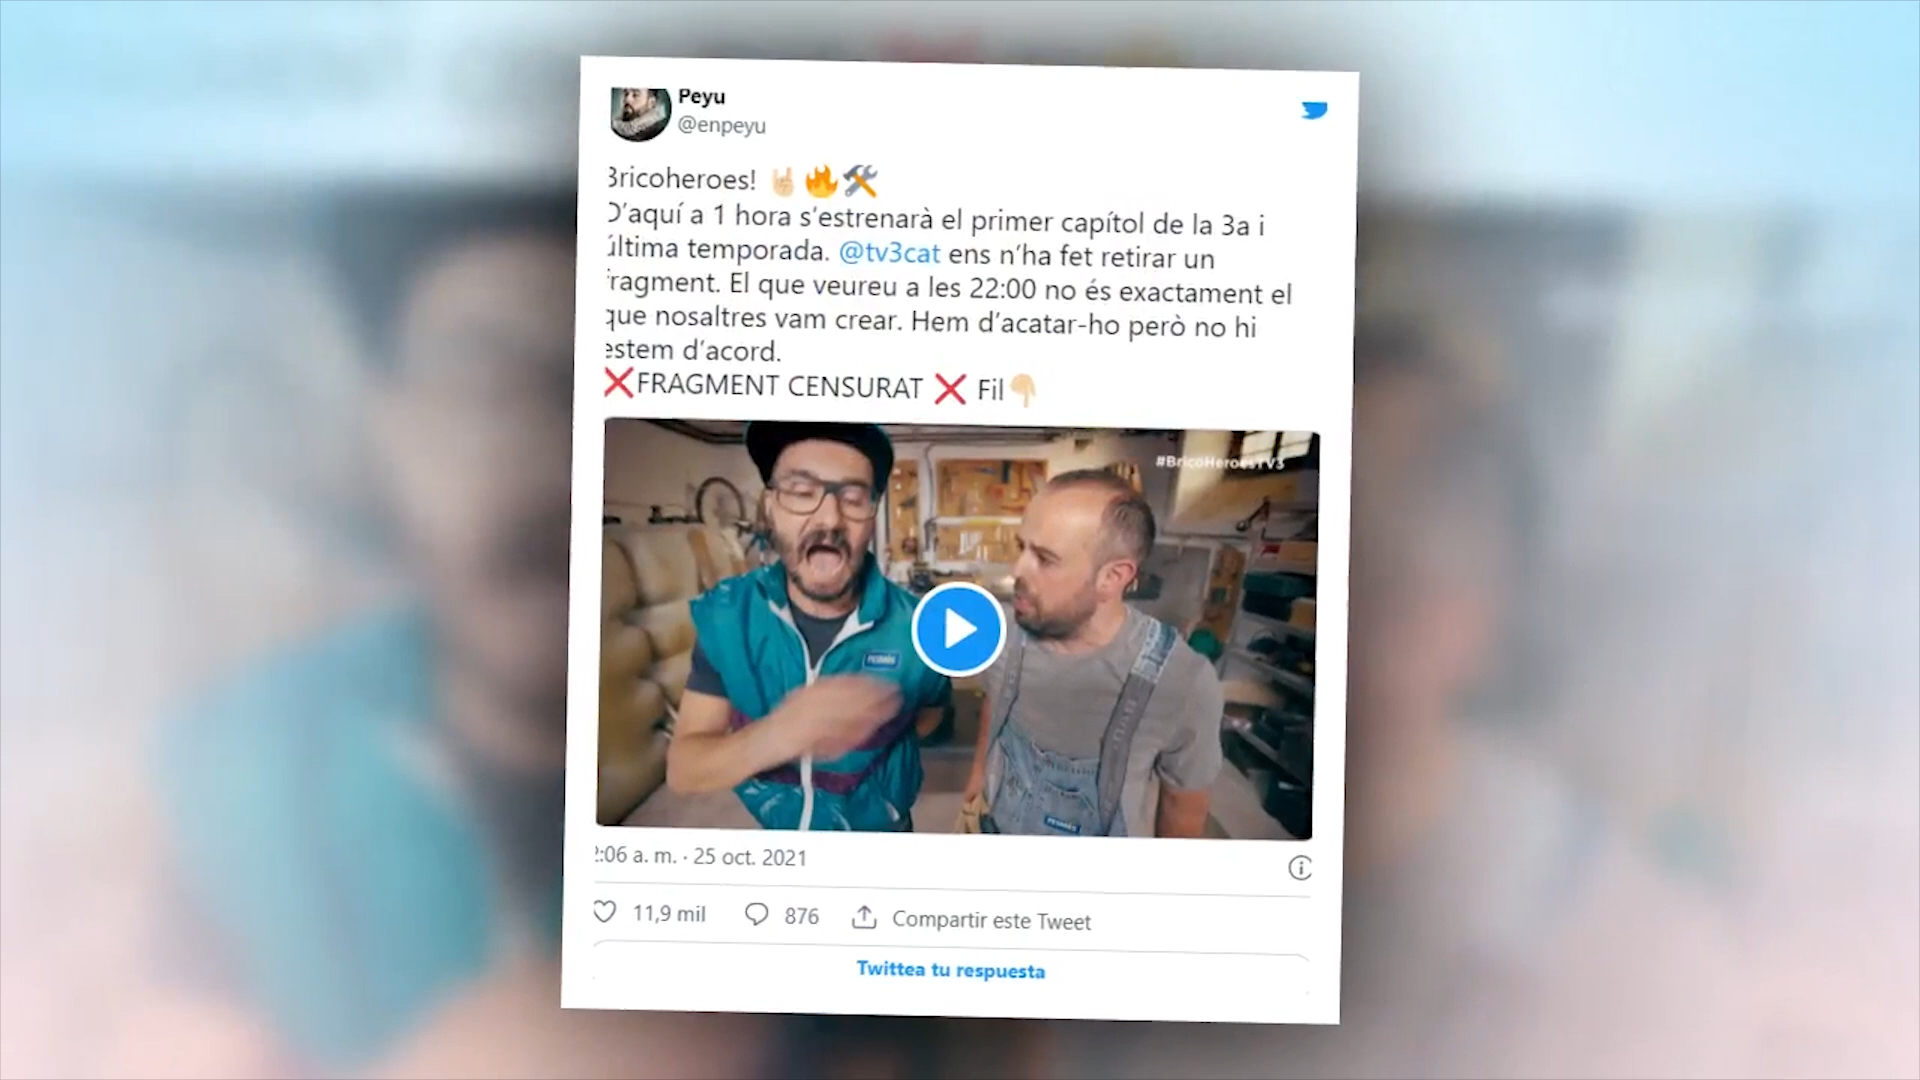 Peyu
@enpeyu
Bricoheroes! 🤘🏼🔥🛠️
D'aquí a 1 hora s'estrenarà el primer capítol de la 3a i
última temporada. @tv3cat ens n'ha fet retirar un
fragment. El que veureu a les 22:00 no és exactament el
que nosaltres vam crear. Hem d'acatar-ho però no hi
estem d'acord.
❌FRAGMENT CENSURAT ❌ Fil👇🏼
#BricoHeroesTV3
2:06 a. m. · 25 oct. 2021
11,9 mil 876 Compartir este Tweet
Twittea tu respuesta